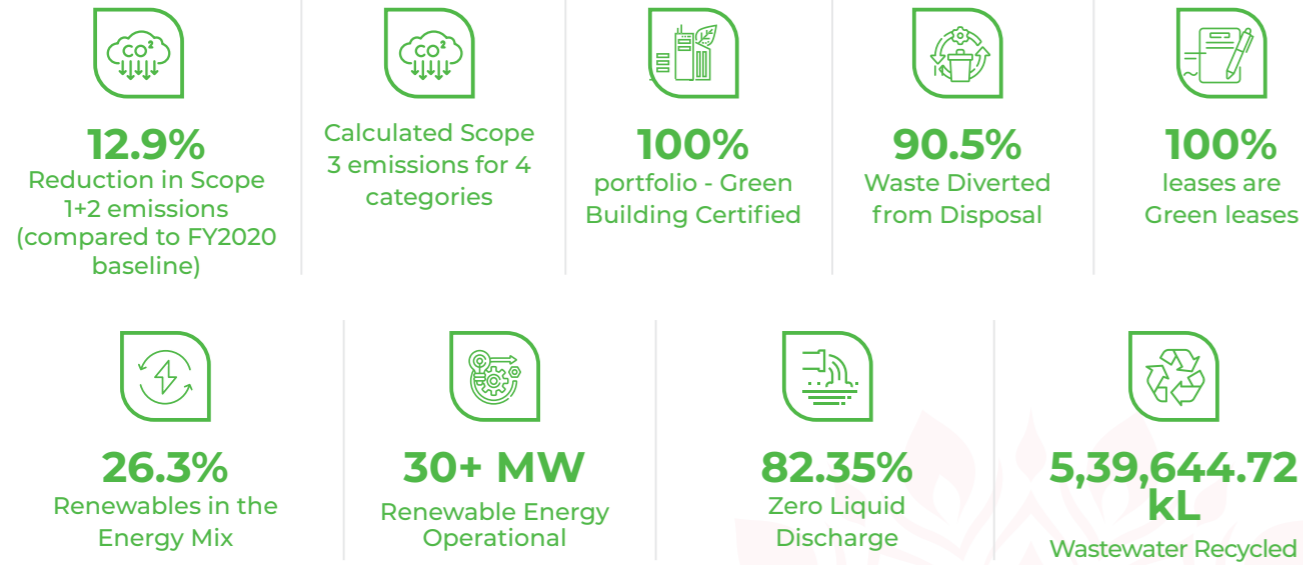 CO²
12.9%
Reduction in Scope
1+2 emissions
(compared to FY2020
baseline)
CO²
Calculated Scope
3 emissions for 4
categories
100%
portfolio - Green
Building Certified
90.5%
Waste Diverted
from Disposal
100%
leases are
Green leases
26.3%
Renewables in the
Energy Mix
30+ MW
Renewable Energy
Operational
82.35%
Zero Liquid
Discharge
5,39,644.72
kL
Wastewater Recycled